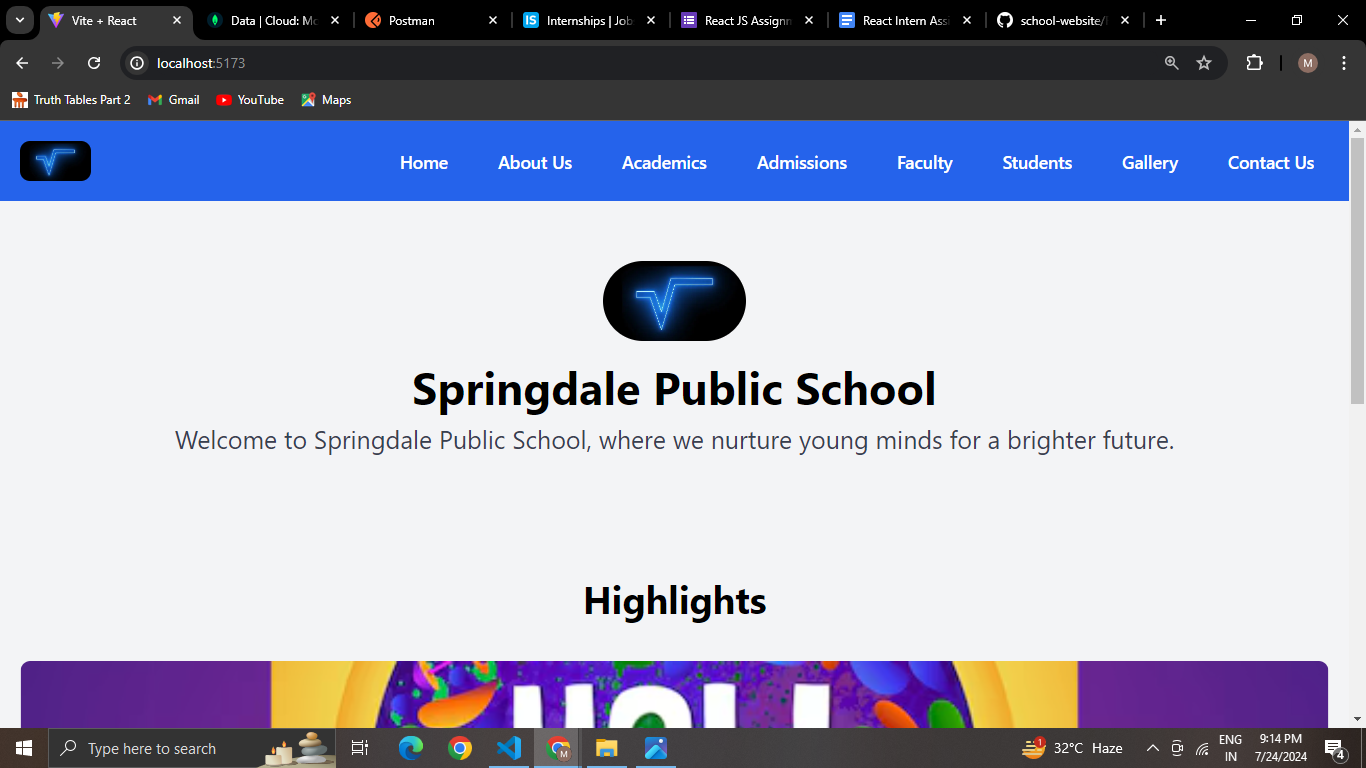 Vite + React
Data | Cloud: Mo
Postman
Internships | Job
React JS Assignm
React Intern Assi
school-website/
localhost:5173
M
Truth Tables Part 2
Gmail
YouTube
Maps
Home
About Us
Academics
Admissions
Faculty
Students
Gallery
Contact Us
Springdale Public School
Welcome to Springdale Public School, where we nurture young minds for a brighter future.
Highlights
HOLI
Type here to search
32°C Haze
ENG
IN
9:14 PM
7/24/2024
4